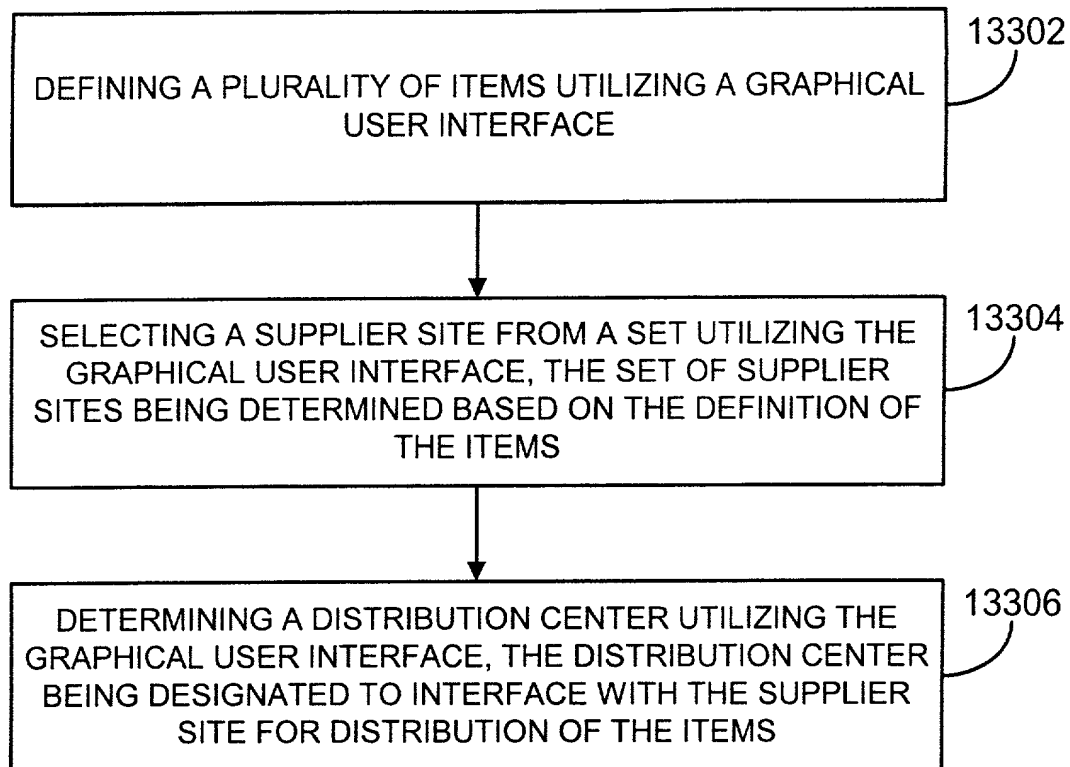 13302
DEFINING A PLURALITY OF ITEMS UTILIZING A GRAPHICAL
USER INTERFACE
13304
SELECTING A SUPPLIER SITE FROM A SET UTILIZING THE
GRAPHICAL USER INTERFACE, THE SET OF SUPPLIER
SITES BEING DETERMINED BASED ON THE DEFINITION OF
THE ITEMS
13306
DETERMINING A DISTRIBUTION CENTER UTILIZING THE
GRAPHICAL USER INTERFACE, THE DISTRIBUTION CENTER
BEING DESIGNATED TO INTERFACE WITH THE SUPPLIER
SITE FOR DISTRIBUTION OF THE ITEMS